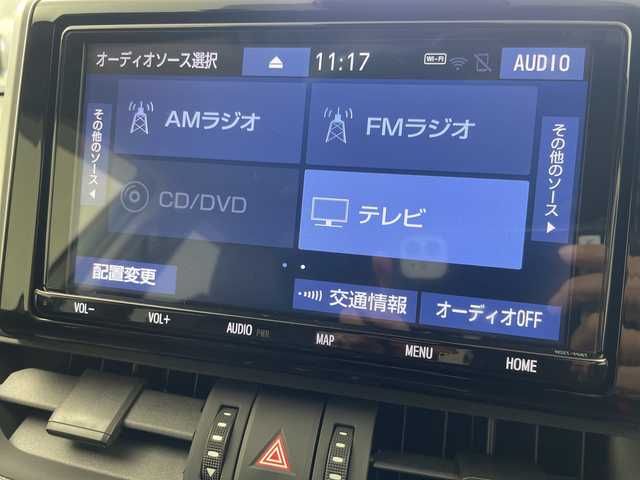 オーディオソース選択
11:17
Wi-Fi
AUDIO
その他のソース
AMラジオ
FMラジオ
その他のソース
CD/DVD
テレビ
配置変更
交通情報
オーディオOFF
VOL−
VOL+
AUDIO PWR
MAP
MENU
HOME